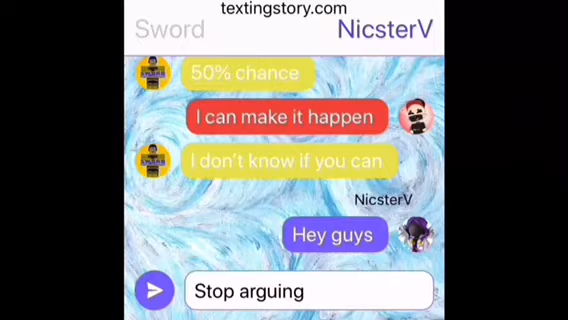 textingstory.com
Sword NicsterV
50% chance
I can make it happen
I don't know if you can
NicsterV
Hey guys
Stop arguing